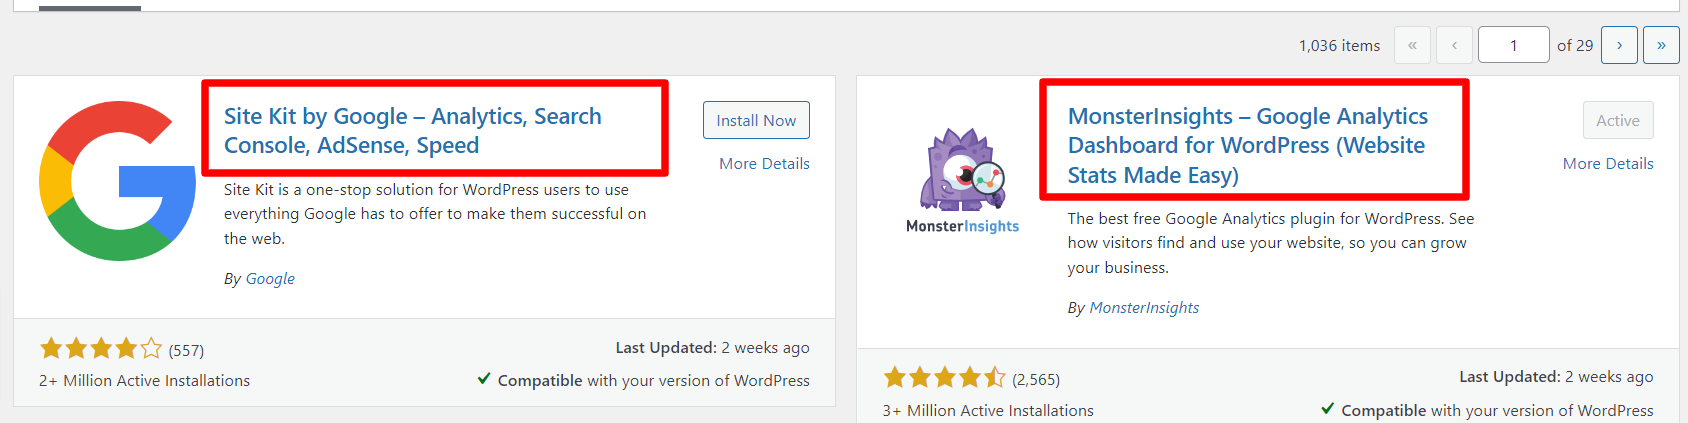 1,036 items « ‹ 1 of 29 › »
Site Kit by Google – Analytics, Search
Console, AdSense, Speed
Install Now
More Details
Site Kit is a one-stop solution for WordPress users to use
everything Google has to offer to make them successful on
the web.
By Google
(557)
2+ Million Active Installations
Last Updated: 2 weeks ago
Compatible with your version of WordPress
MonsterInsights
MonsterInsights – Google Analytics
Dashboard for WordPress (Website
Stats Made Easy)
Active
More Details
The best free Google Analytics plugin for WordPress. See
how visitors find and use your website, so you can grow
your business.
By MonsterInsights
(2,565)
3+ Million Active Installations
Last Updated: 2 weeks ago
Compatible with your version of WordPress